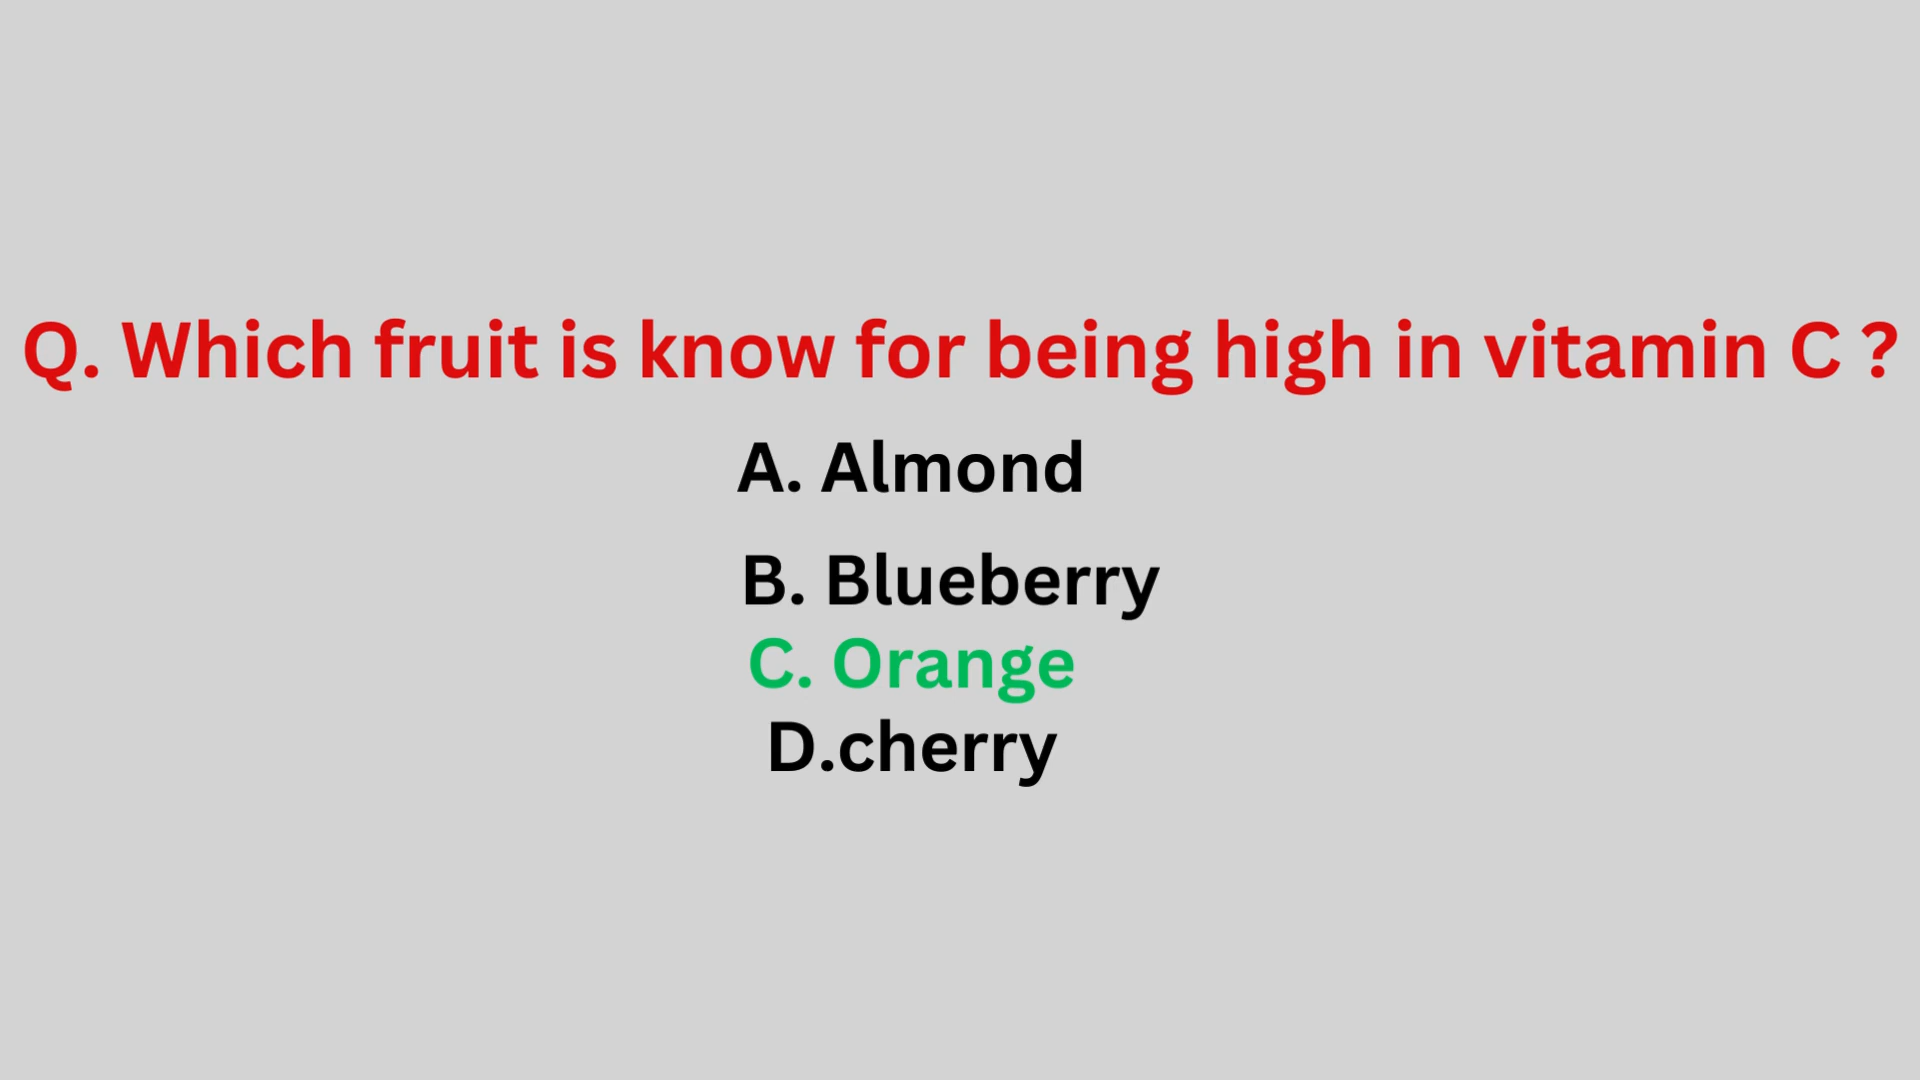 Q. Which fruit is know for being high in vitamin C ?
A. Almond
B. Blueberry
C. Orange
D.cherry